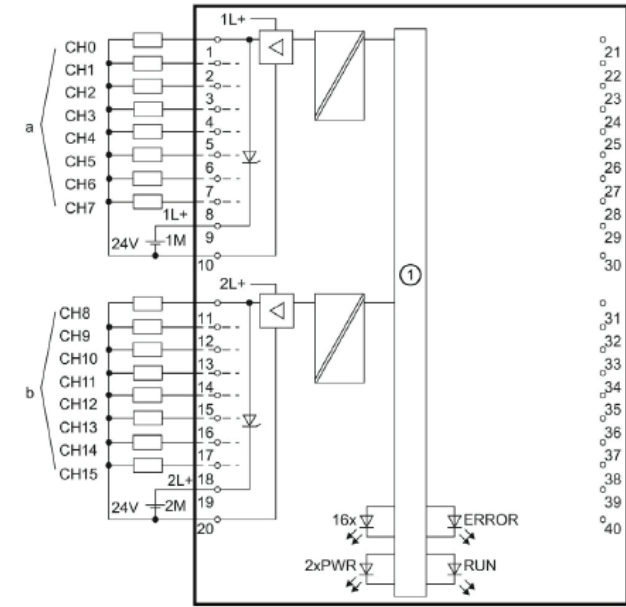 1L+
CH0
1
21
CH1
2
22
CH2
3
23
CH3
4
24
a
CH4
5
25
CH5
6
26
CH6
7
27
CH7
1L+
8
28
24V
1M
9
29
10
30
①
2L+
CH8
11
31
CH9
12
32
CH10
13
33
CH11
14
34
b
CH12
15
35
CH13
16
36
CH14
17
37
CH15
2L+
18
38
24V
2M
19
39
20
40
16x
ERROR
2xPWR
RUN